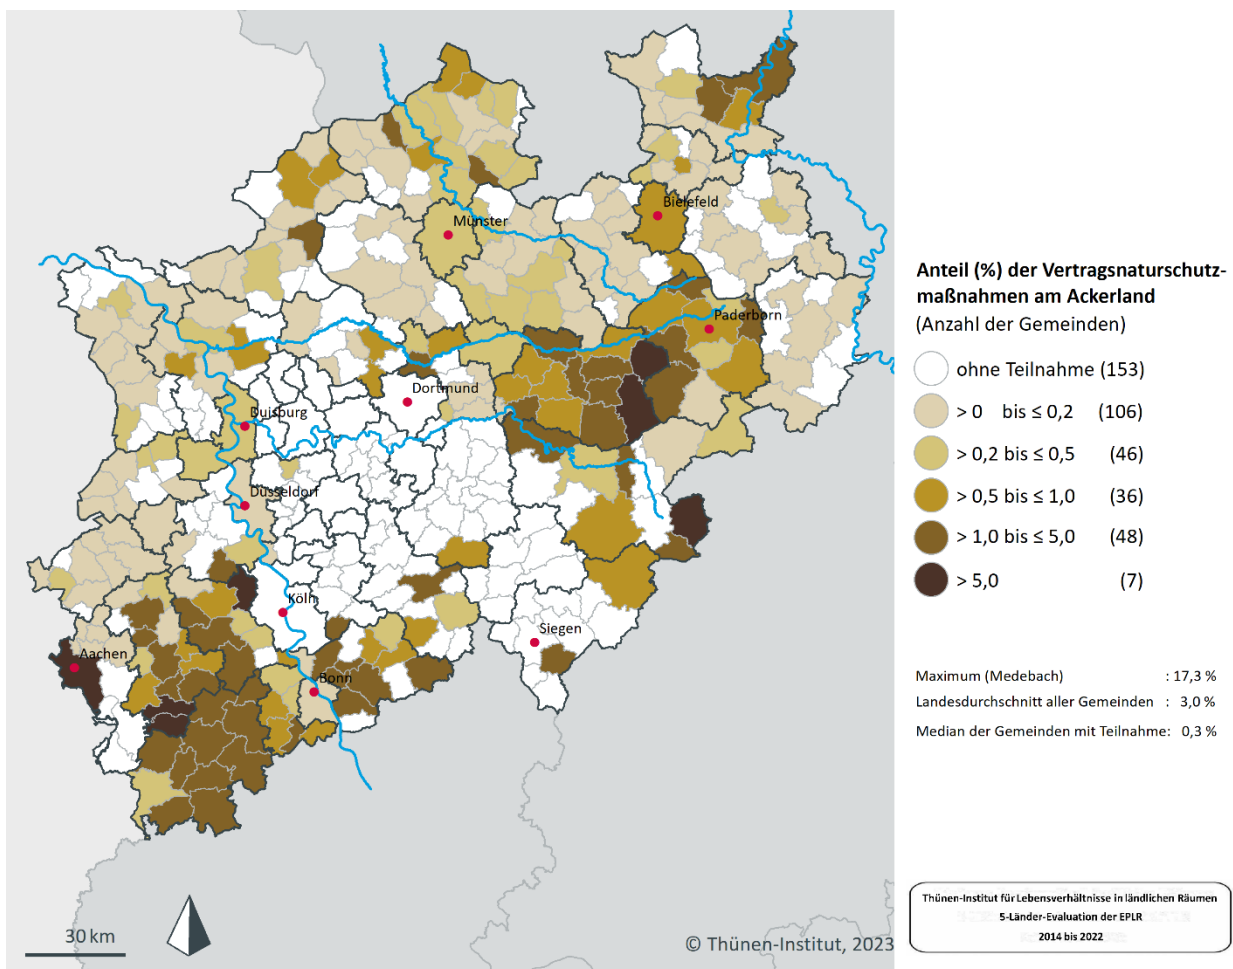 Bielefeld
Münster
Paderborn
Dortmund
Duisburg
Düsseldorf
Köln
Siegen
Aachen
Bonn
30 km
© Thünen-Institut, 2023
Anteil (%) der Vertragsnaturschutz-
maßnahmen am Ackerland
(Anzahl der Gemeinden)
ohne Teilnahme (153)
> 0 bis ≤ 0,2 (106)
> 0,2 bis ≤ 0,5 (46)
> 0,5 bis ≤ 1,0 (36)
> 1,0 bis ≤ 5,0 (48)
> 5,0 (7)
Maximum (Medebach) : 17,3 %
Landesdurchschnitt aller Gemeinden : 3,0 %
Median der Gemeinden mit Teilnahme: 0,3 %
Thünen-Institut für Lebensverhältnisse in ländlichen Räumen
5-Länder-Evaluation der EPLR
2014 bis 2022